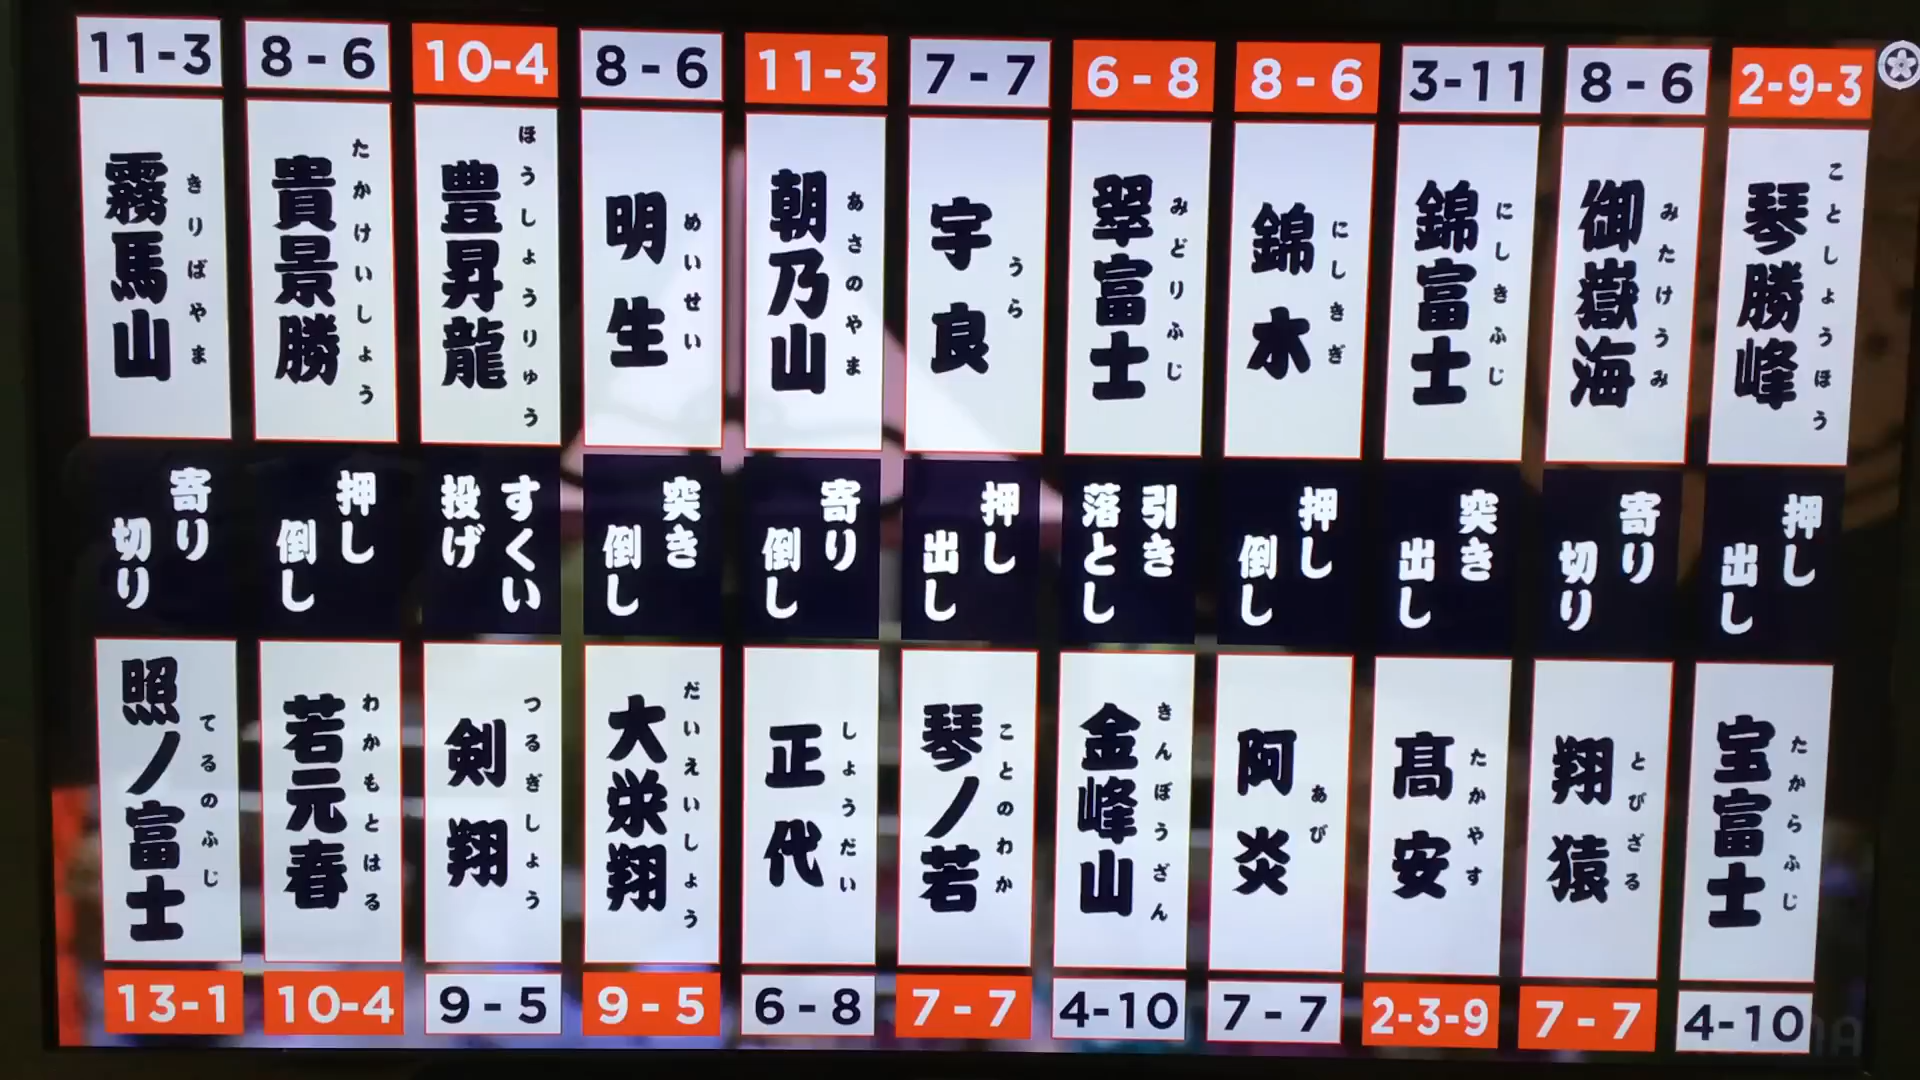 11-3
8-6
10-4
8-6
11-3
7-7
6-8
8-6
3-11
8-6
2-9-3
琴勝峰
ことしょうほう
御嶽海
みたけうみ
錦富士
にしきふじ
錦木
にしきぎ
翠富士
みどりふじ
宇良
うら
朝乃山
あさのやま
明生
めいせい
豊昇龍
ほうしょうりゅう
貴景勝
たかけいしょう
霧馬山
きりばやま
押し
出し
寄り
切り
突き
出し
押し
倒し
引き
落とし
押し
出し
寄り
倒し
突き
倒し
すくい
投げ
押し
倒し
寄り
切り
宝富士
たからふじ
翔猿
とびざる
髙安
たかやす
阿炎
あび
金峰山
きんぼうざん
琴ノ若
ことのわか
正代
しょうだい
大栄翔
だいえいしょう
剣翔
つるぎしょう
若元春
わかもとはる
照ノ富士
てるのふじ
13-1
10-4
9-5
9-5
6-8
7-7
4-10
7-7
2-3-9
7-7
4-10